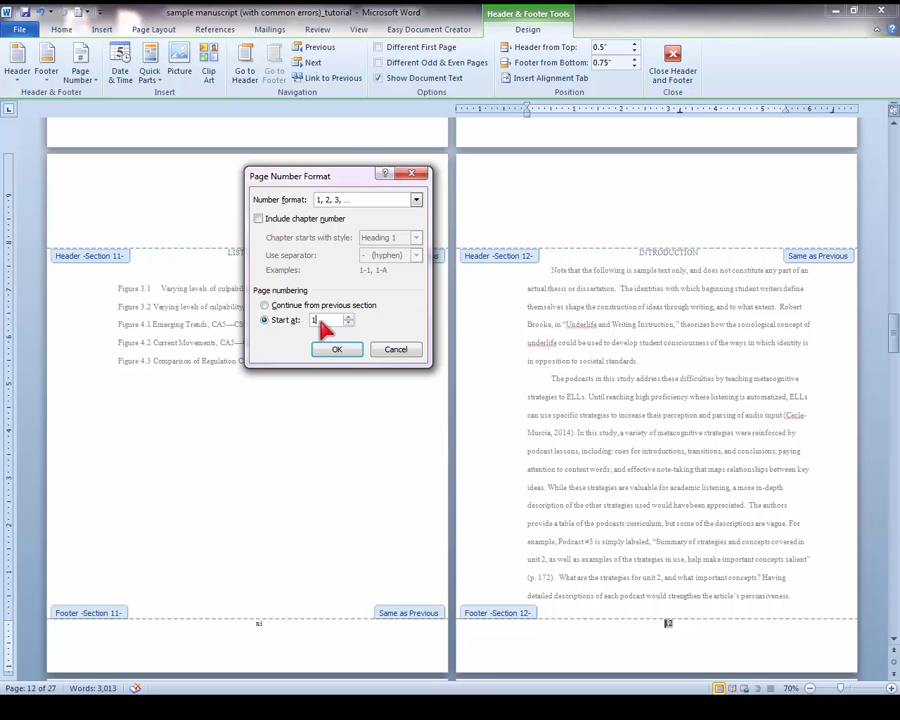 sample manuscript (with common errors)_tutorial - Microsoft Word
Header & Footer Tools
File Home Insert Page Layout References Mailings Review View Design
Header Footer Page Number Date & Time Quick Parts Picture Clip Art Go to Header Go to Footer
Previous
Next
Link to Previous
Different First Page
Different Odd & Even Pages
Show Document Text
Header from Top: 0.5"
Footer from Bottom: 0.75"
Insert Alignment Tab
Close Header and Footer
Header & Footer Insert Navigation Options Position Close
Page Number Format
Number format: 1, 2, 3, ...
Include chapter number
Chapter starts with style: Heading 1
Use separator: - (hyphen)
Examples: 1-1, 1-A
Page numbering
Continue from previous section
Start at: 1
OK Cancel
Header -Section 11-
Figure 3.1 Varying levels of culpability,
Figure 3.2 Varying levels of culpability,
Figure 4.1 Emerging Trends, CA5—C
Figure 4.2 Current Movements, CA5—
Figure 4.3 Comparison of Regulation C
Footer -Section 11- Same as Previous
xi
Header -Section 12- INTRODUCTION Same as Previous
Note that the following is sample text only, and does not constitute any part of an
actual thesis or dissertation. The identities with which beginning student writers define
themselves shape the construction of ideas through writing, and to what extent. Robert
Brooke, in “Underlife and Writing Instruction,” theorizes how the sociological concept of
underlife could be used to develop student consciousness of the ways in which identity is
in opposition to societal standards.
The podcasts in this study address these difficulties by teaching metacognitive
strategies to ELLs. Until reaching high proficiency where listening is automatized, ELLs
can use specific strategies to increase their perception and parsing of audio input (Cecle-
Murcia, 2014). In this study, a variety of metacognitive strategies were reinforced by
podcast lessons, including: cues for introductions, transitions, and conclusions; paying
attention to content words; and effective note-taking that maps relationships between key
ideas. While these strategies are valuable for academic listening, a more in-depth
description of the other strategies used would have been appreciated. The authors
provide a table of the podcasts curriculum, but some of the descriptions are vague. For
example, Podcast #3 is simply labeled, “Summary of strategies and concepts covered in
unit 2, as well as examples of the strategies in use, help make important concepts salient”
(p. 172). What are the strategies for unit 2, and what important concepts? Having
detailed descriptions of each podcast would strengthen the article’s persuasiveness.
Footer -Section 12-
12
Page: 12 of 27 Words: 3,013 70%